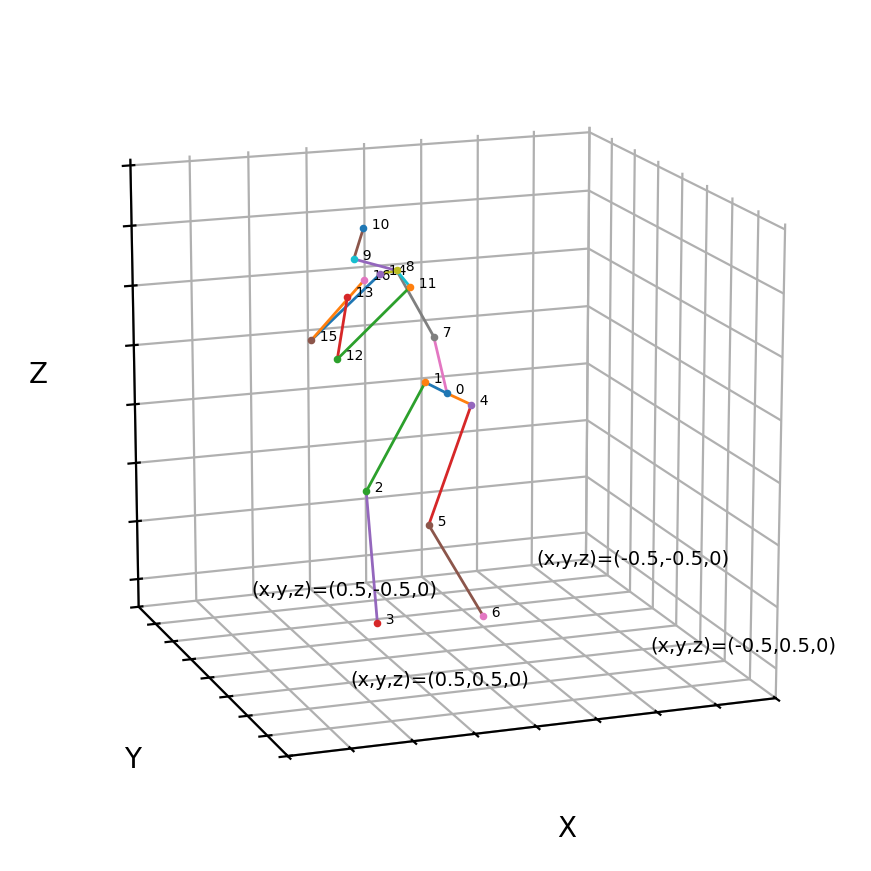 10
9
8
14
16
11
13
15
12
7
1
0
4
2
5
3
6
Z
(x,y,z)=(-0.5,-0.5,0)
(x,y,z)=(0.5,-0.5,0)
(x,y,z)=(-0.5,0.5,0)
(x,y,z)=(0.5,0.5,0)
Y
X